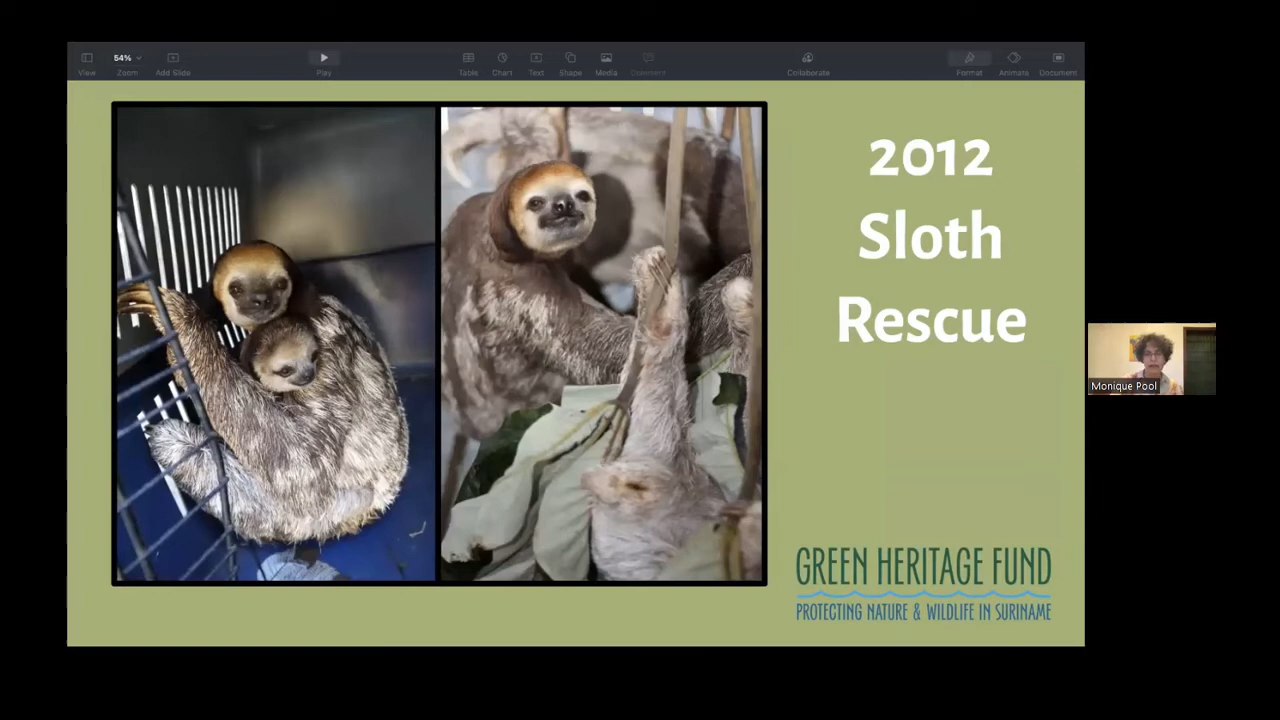 54%
View
Zoom
Add Slide
Play
Table
Chart
Text
Shape
Media
Comment
Collaborate
Format
Animate
Document
2012
Sloth
Rescue
Monique Pool
GREEN HERITAGE FUND
PROTECTING NATURE & WILDLIFE IN SURINAME